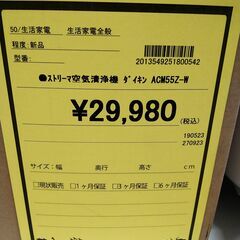 50/生活家電 生活家電全般
程度:新品
型番:
2013549251800542
●ストリーマ空気清浄機 ダイキン ACM55Z-W
¥29,980
(税込)
190523
270923
サイズ:幅 奥行 高さ cm
□現状販売 □1ヶ月保証 □3ヶ月保証 □6ヶ月保証